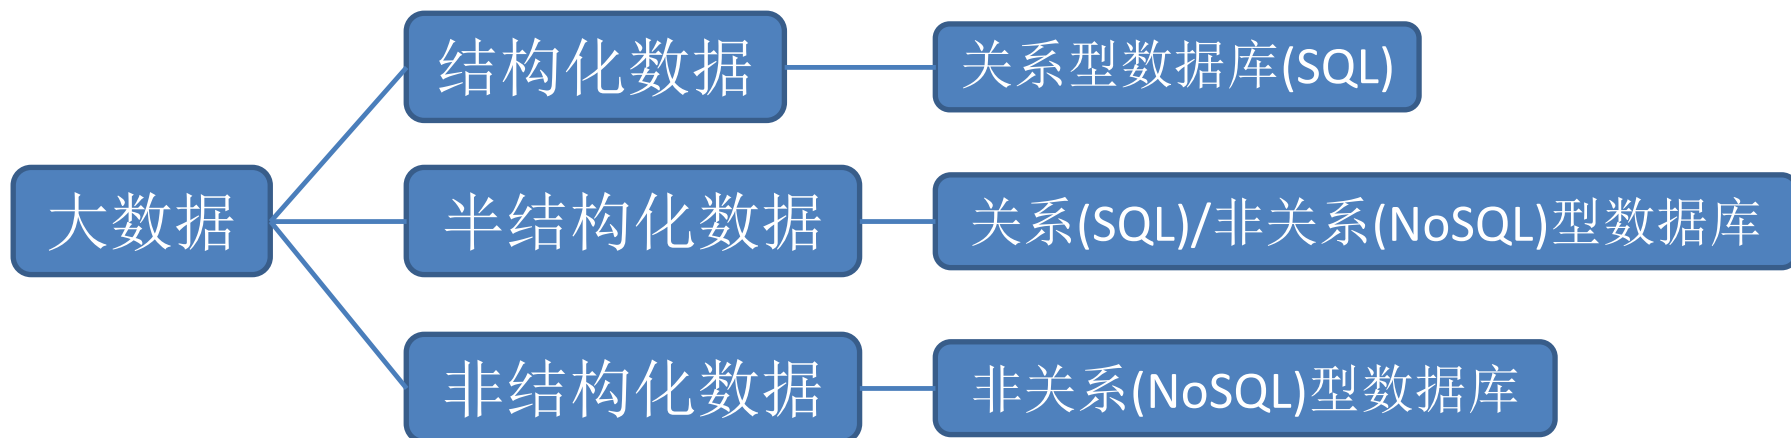 结构化数据
关系型数据库(SQL)
大数据
半结构化数据
关系(SQL)/非关系(NoSQL)型数据库
非结构化数据
非关系(NoSQL)型数据库